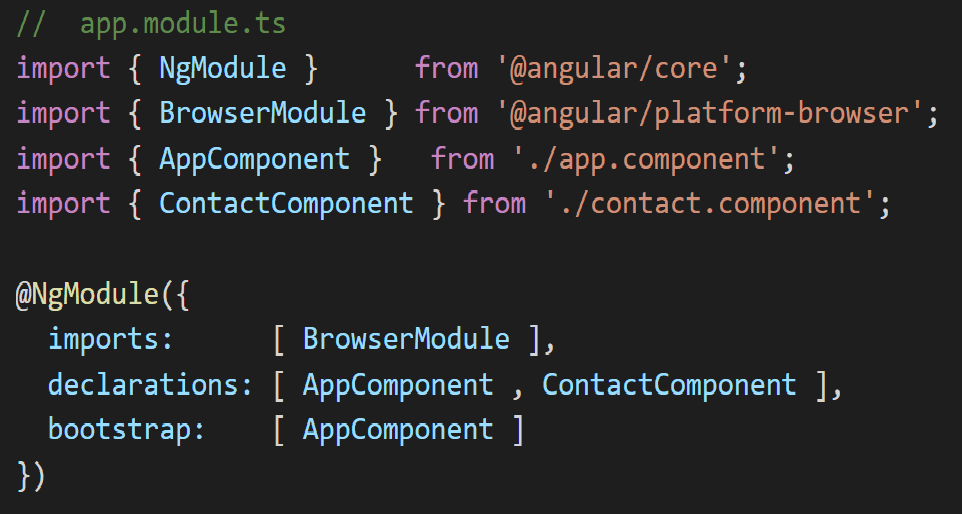 //  app.module.ts
import { NgModule }      from '@angular/core';
import { BrowserModule } from '@angular/platform-browser';
import { AppComponent }   from './app.component';
import { ContactComponent } from './contact.component';

@NgModule({
  imports:      [ BrowserModule ],
  declarations: [ AppComponent , ContactComponent ],
  bootstrap:    [ AppComponent ]
})